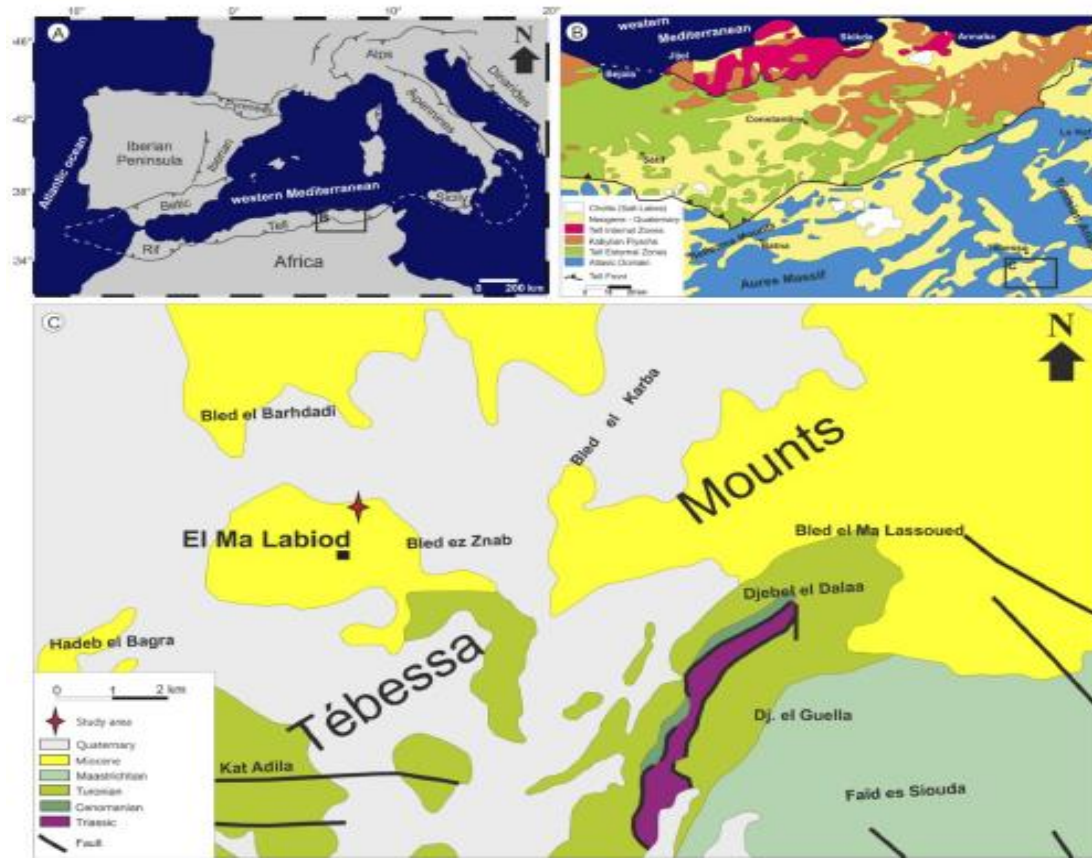 A
10°
0°
10°
20°
46°
42°
38°
34°
N
Alps
Dinarides
Pyrenees
Apennines
Iberian
Peninsula
Iberian
Atlantic ocean
western Mediterranean
Betic
Sicily
B
Tell
Rif
Africa
0 200 km
B
western
Mediterranean
N
Skikda
Annaba
Jijel
Bejaia
Constantine
Setif
Batna
Aures Massif
Chotts (Salt Lakes)
Neogene - Quaternary
Tell Internal Zones
Kabylian Flyschs
Tell External Zones
Atlasic Domain
Tell Front
C
C
N
Bled el Barhdadi
Bled el Karba
Mounts
El Ma Labiod
Bled ez Znab
Bled el Ma Lassoued
Djebel el Dalaa
Hadeb el Bagra
Tébessa
0 1 2 km
Study area
Quaternary
Miocene
Maastrichtian
Turonian
Cenomanian
Triassic
Fault
Dj. el Guella
Kat Adila
Faïd es Siouda